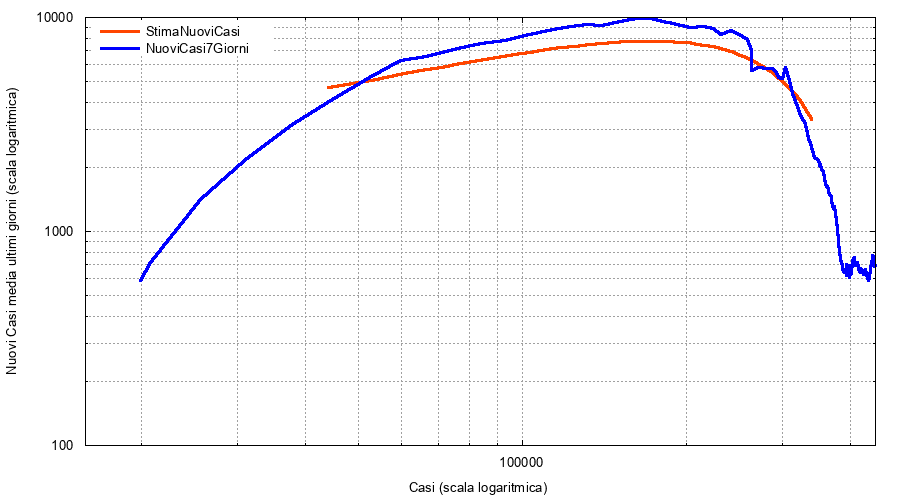 10000
StimaNuoviCasi
NuoviCasi7Giorni
1000
100
Nuovi Casi media ultimi giorni (scala logaritmica)
100000
Casi (scala logaritmica)